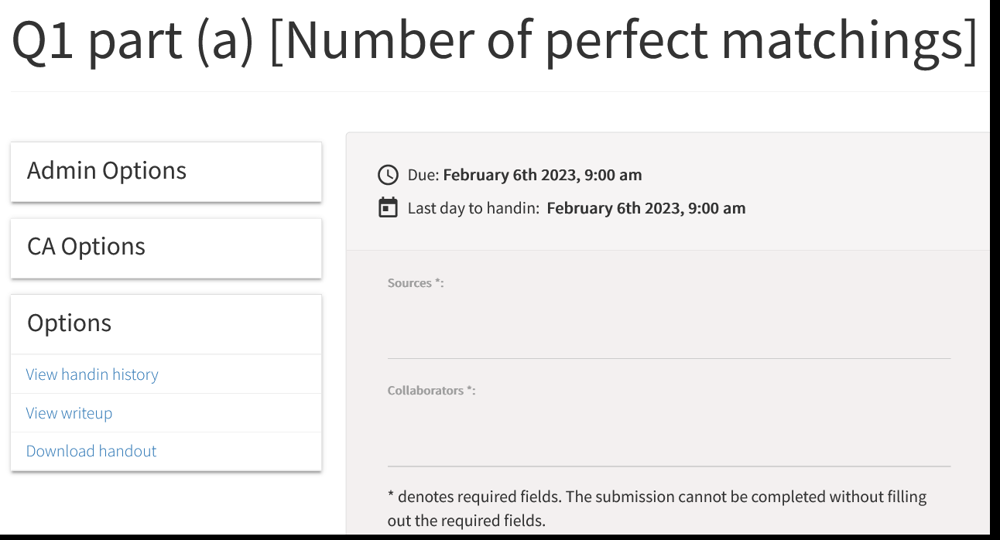 Q1 part (a) [Number of perfect matchings]
Admin Options
CA Options
Options
View handin history
View writeup
Download handout
Due: February 6th 2023, 9:00 am
Last day to handin: February 6th 2023, 9:00 am
Sources *:
Collaborators *:
* denotes required fields. The submission cannot be completed without filling
out the required fields.